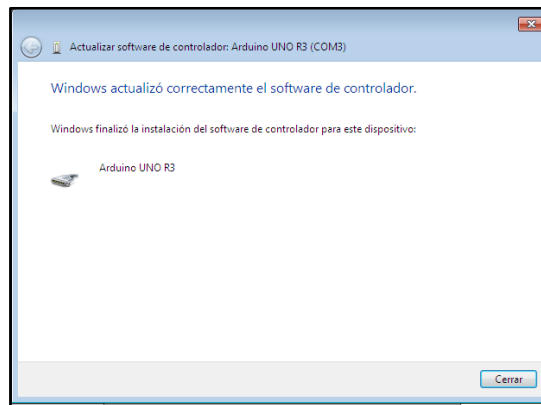 Actualizar software de controlador: Arduino UNO R3 (COM3)
Windows actualizó correctamente el software de controlador.
Windows finalizó la instalación del software de controlador para este dispositivo:
Arduino UNO R3
Cerrar